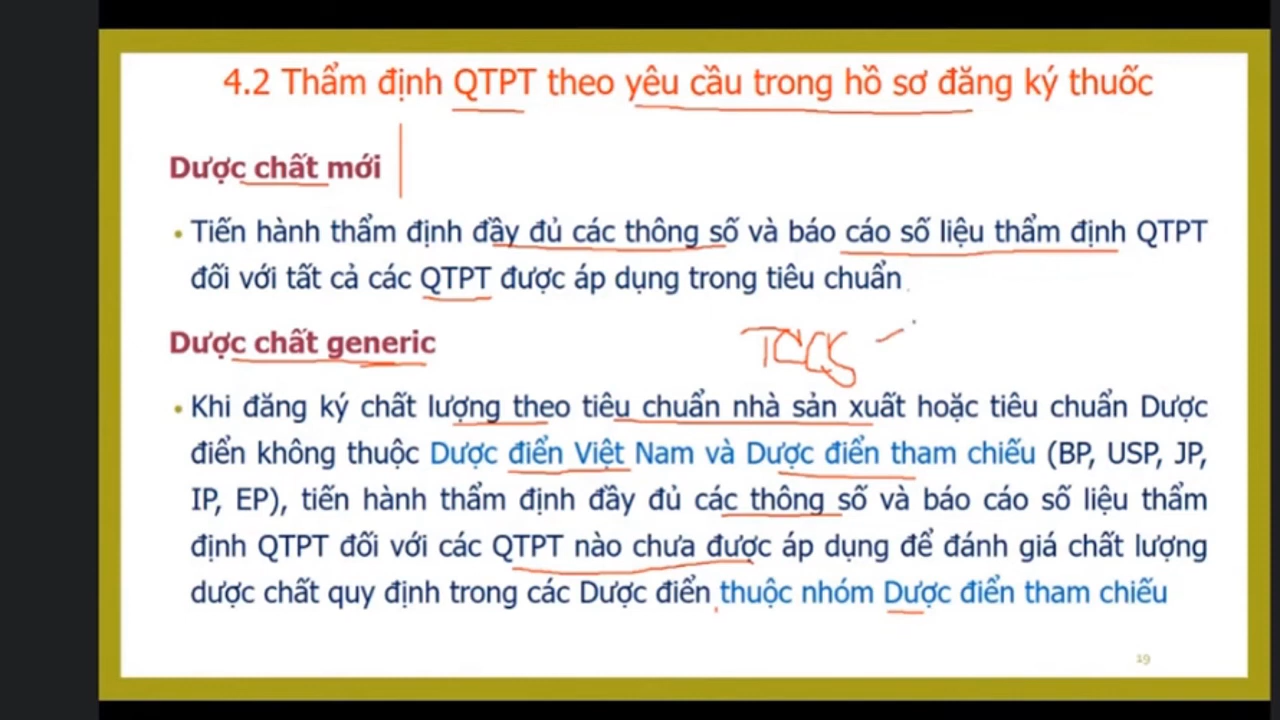 4.2 Thẩm định QTPT theo yêu cầu trong hồ sơ đăng ký thuốc
Dược chất mới
• Tiến hành thẩm định đầy đủ các thông số và báo cáo số liệu thẩm định QTPT
đối với tất cả các QTPT được áp dụng trong tiêu chuẩn
Dược chất generic
TCCS -
• Khi đăng ký chất lượng theo tiêu chuẩn nhà sản xuất hoặc tiêu chuẩn Dược
điển không thuộc Dược điển Việt Nam và Dược điển tham chiếu (BP, USP, JP,
IP, EP), tiến hành thẩm định đầy đủ các thông số và báo cáo số liệu thẩm
định QTPT đối với các QTPT nào chưa được áp dụng để đánh giá chất lượng
dược chất quy định trong các Dược điển thuộc nhóm Dược điển tham chiếu
19